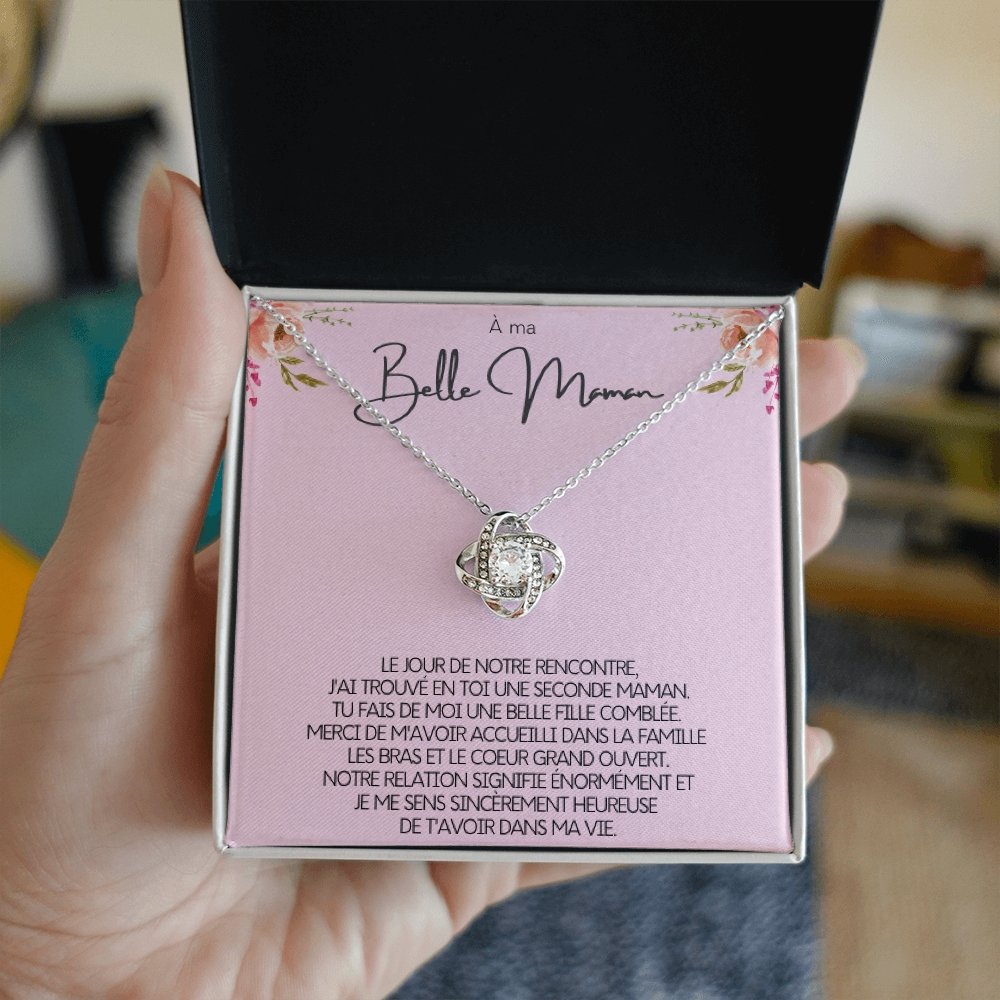 À ma
Belle Maman
LE JOUR DE NOTRE RENCONTRE,
J'AI TROUVÉ EN TOI UNE SECONDE MAMAN.
TU FAIS DE MOI UNE BELLE FILLE COMBLÉE.
MERCI DE M'AVOIR ACCUEILLI DANS LA FAMILLE
LES BRAS ET LE COEUR GRAND OUVERT.
NOTRE RELATION SIGNIFIE ÉNORMÉMENT ET
JE ME SENS SINCÈREMENT HEUREUSE
DE T'AVOIR DANS MA VIE.